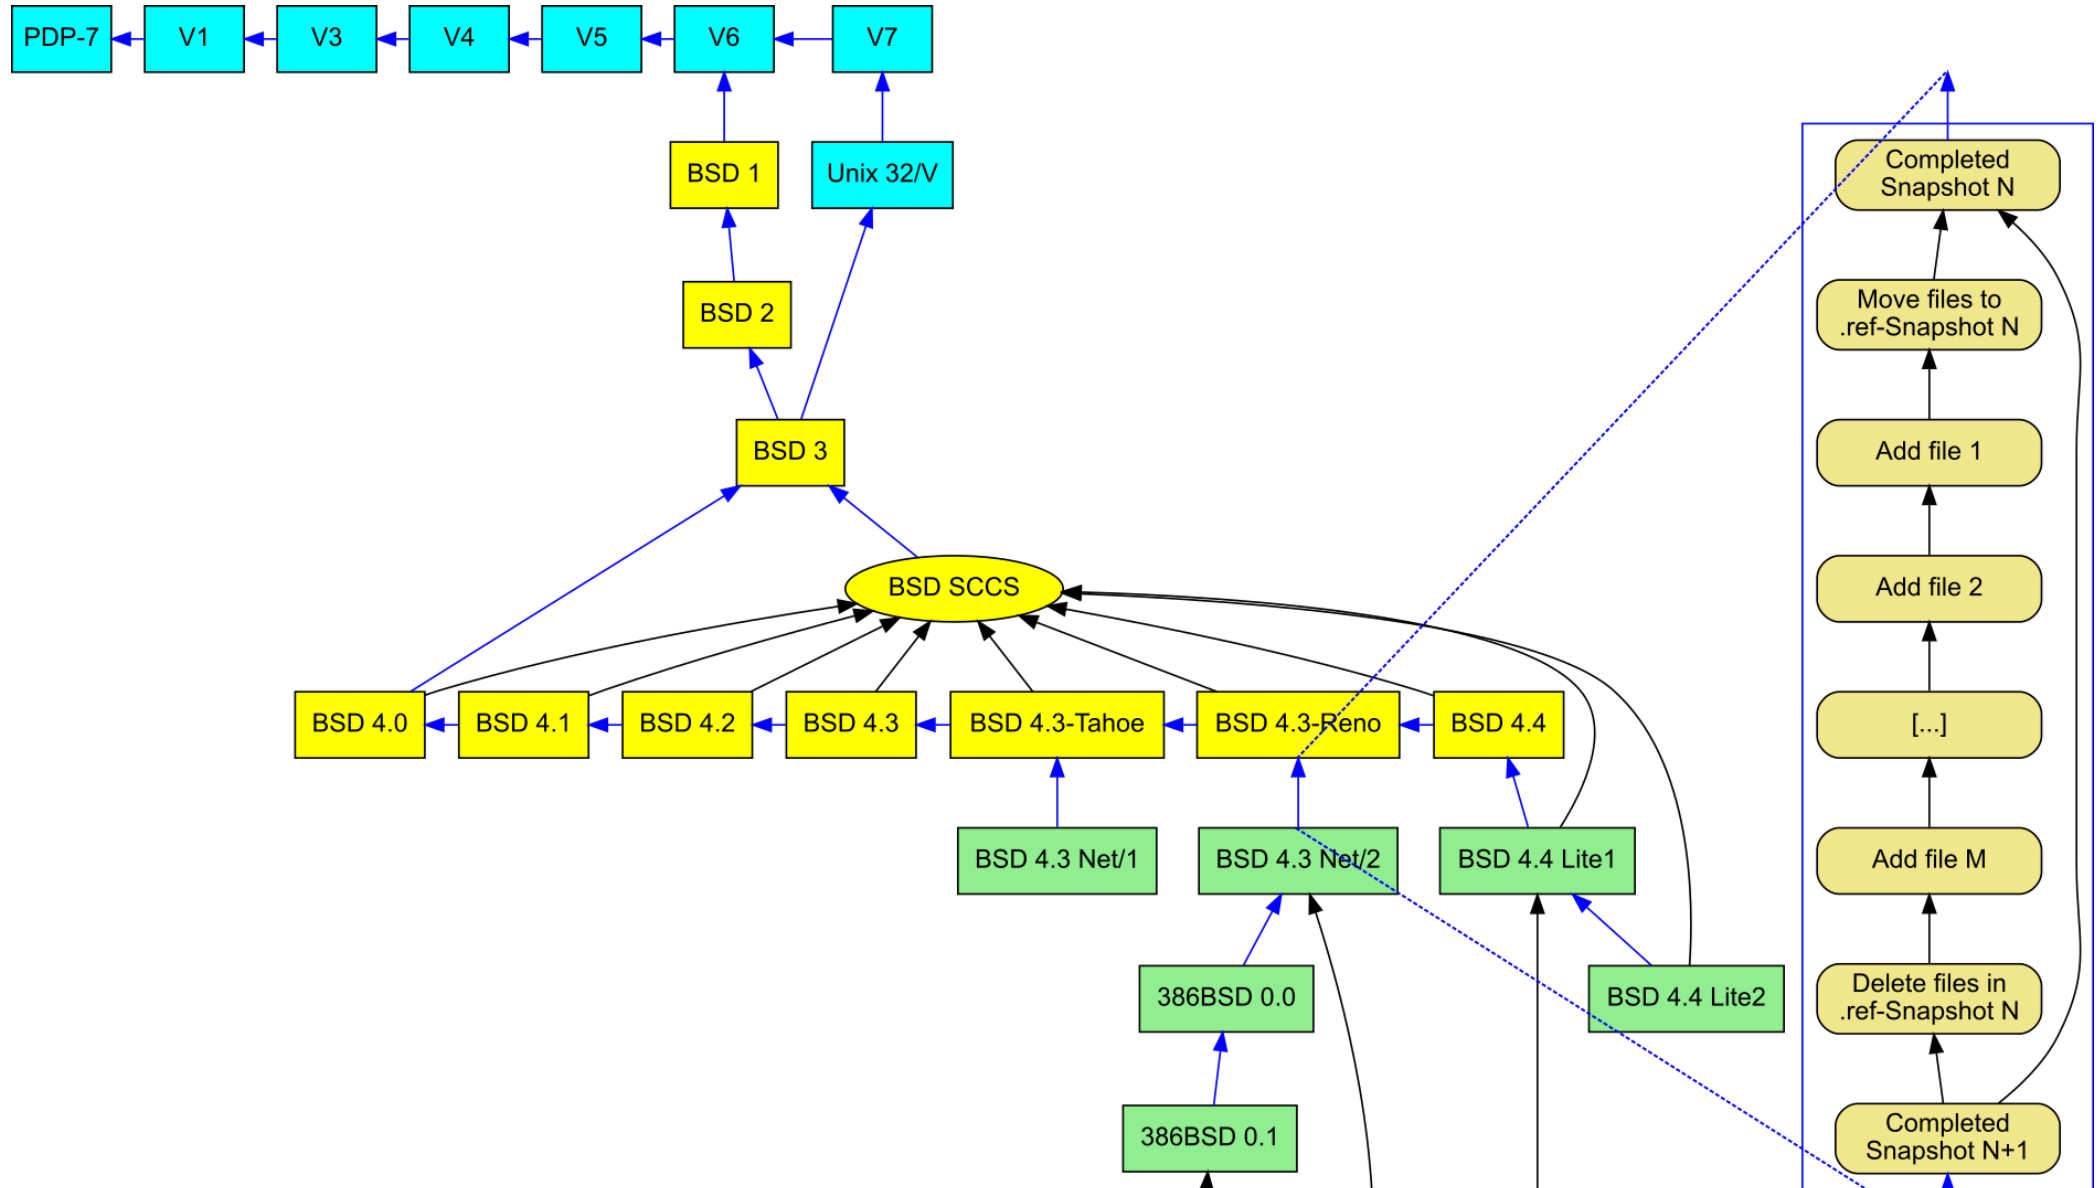 PDP-7
V1
V3
V4
V5
V6
V7
BSD 1
Unix 32/V
BSD 2
BSD 3
BSD SCCS
BSD 4.0
BSD 4.1
BSD 4.2
BSD 4.3
BSD 4.3-Tahoe
BSD 4.3-Reno
BSD 4.4
BSD 4.3 Net/1
BSD 4.3 Net/2
BSD 4.4 Lite1
386BSD 0.0
BSD 4.4 Lite2
386BSD 0.1
Completed
Snapshot N
Move files to
.ref-Snapshot N
Add file 1
Add file 2
[...]
Add file M
Delete files in
.ref-Snapshot N
Completed
Snapshot N+1